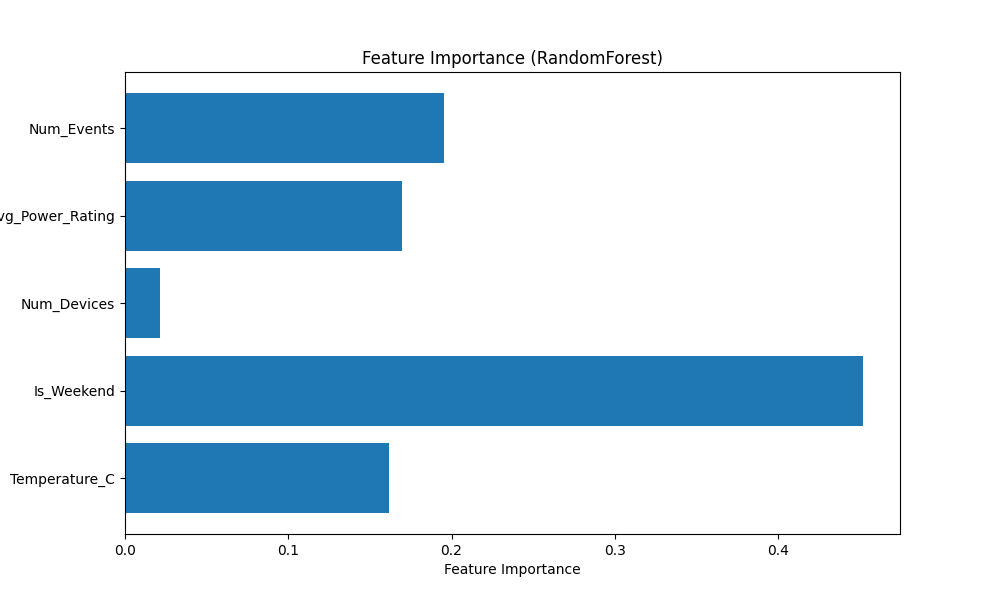 Feature Importance (RandomForest)
Num_Events
vg_Power_Rating
Num_Devices
Is_Weekend
Temperature_C
0.0 0.1 0.2 0.3 0.4
Feature Importance